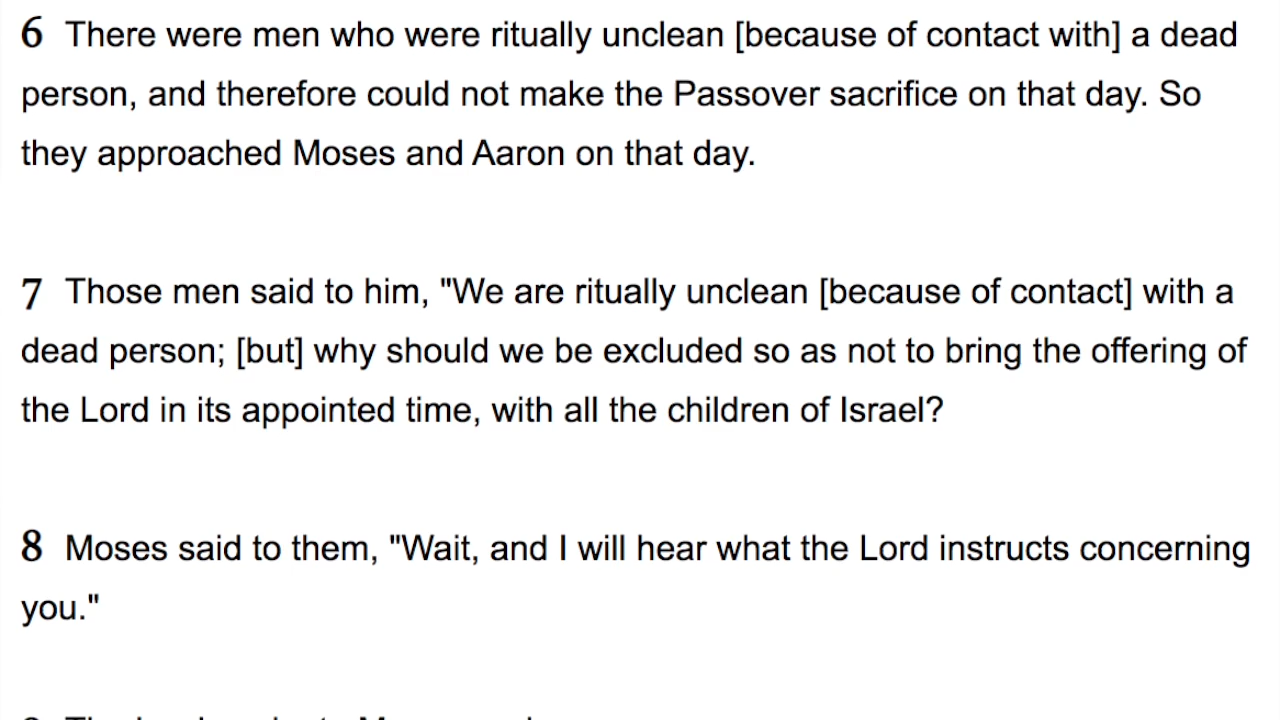 6 There were men who were ritually unclean [because of contact with] a dead
person, and therefore could not make the Passover sacrifice on that day. So
they approached Moses and Aaron on that day.
7 Those men said to him, "We are ritually unclean [because of contact] with a
dead person; [but] why should we be excluded so as not to bring the offering of
the Lord in its appointed time, with all the children of Israel?
8 Moses said to them, "Wait, and I will hear what the Lord instructs concerning
you."